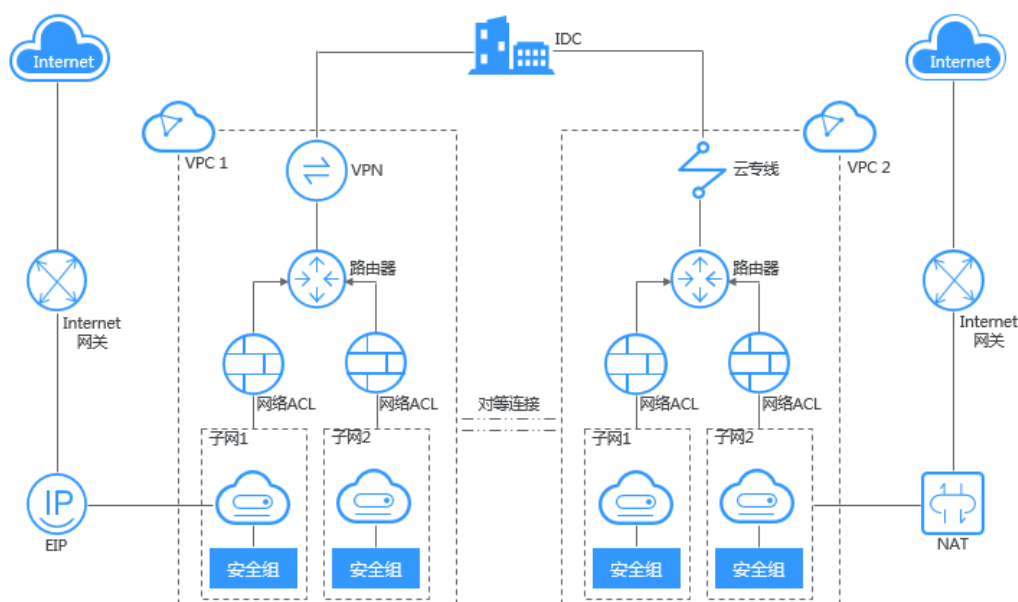 IDC
Internet
Internet
VPC 1
VPN
云专线
VPC 2
路由器
路由器
Internet
网关
Internet
网关
网络ACL
网络ACL
对等连接
网络ACL
网络ACL
子网1
子网2
子网1
子网2
IP
EIP
NAT
安全组
安全组
安全组
安全组